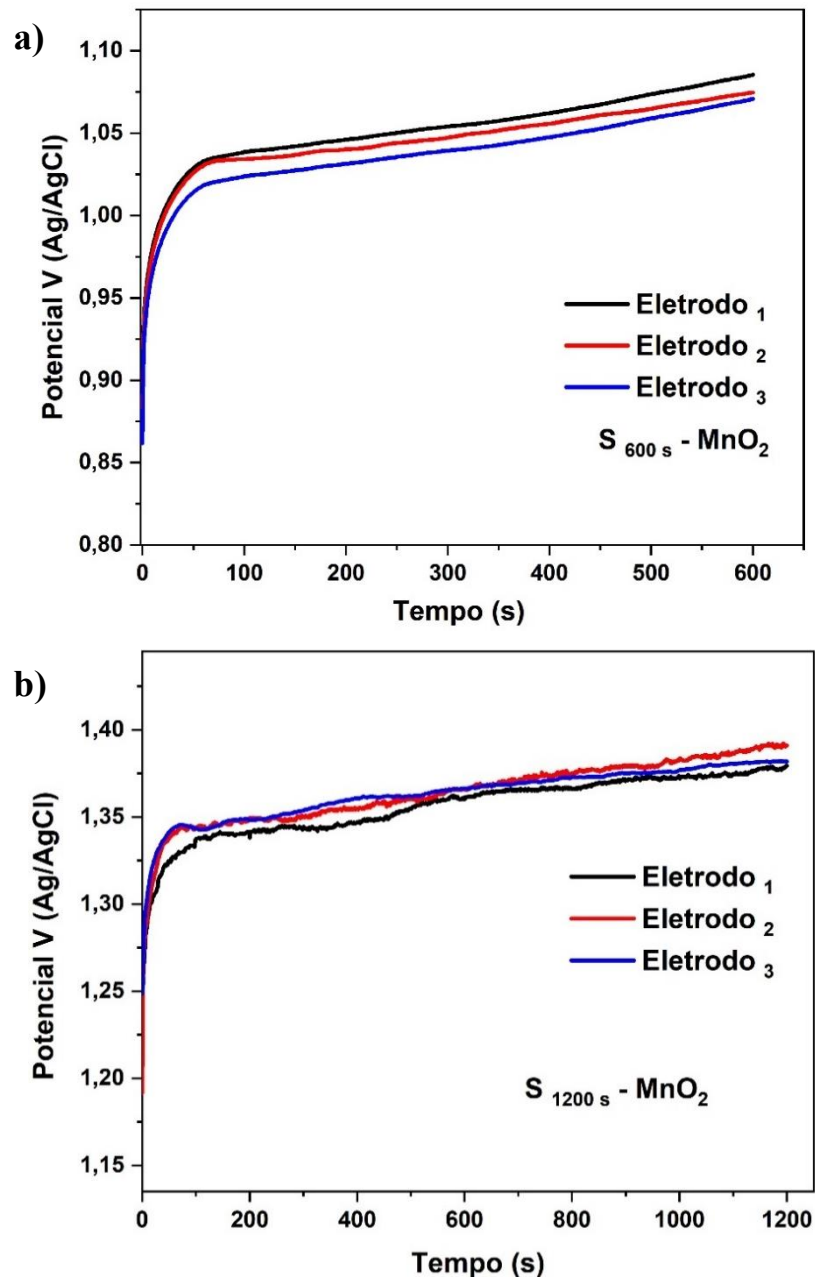 a)
1,10
1,05
1,00
0,95
0,90
0,85
0,80
Potencial V (Ag/AgCl)
Eletrodo 1
Eletrodo 2
Eletrodo 3
S 600 s - MnO2
0 100 200 300 400 500 600
Tempo (s)
b)
1,40
1,35
1,30
1,25
1,20
1,15
Potencial V (Ag/AgCl)
Eletrodo 1
Eletrodo 2
Eletrodo 3
S 1200 s - MnO2
0 200 400 600 800 1000 1200
Tempo (s)